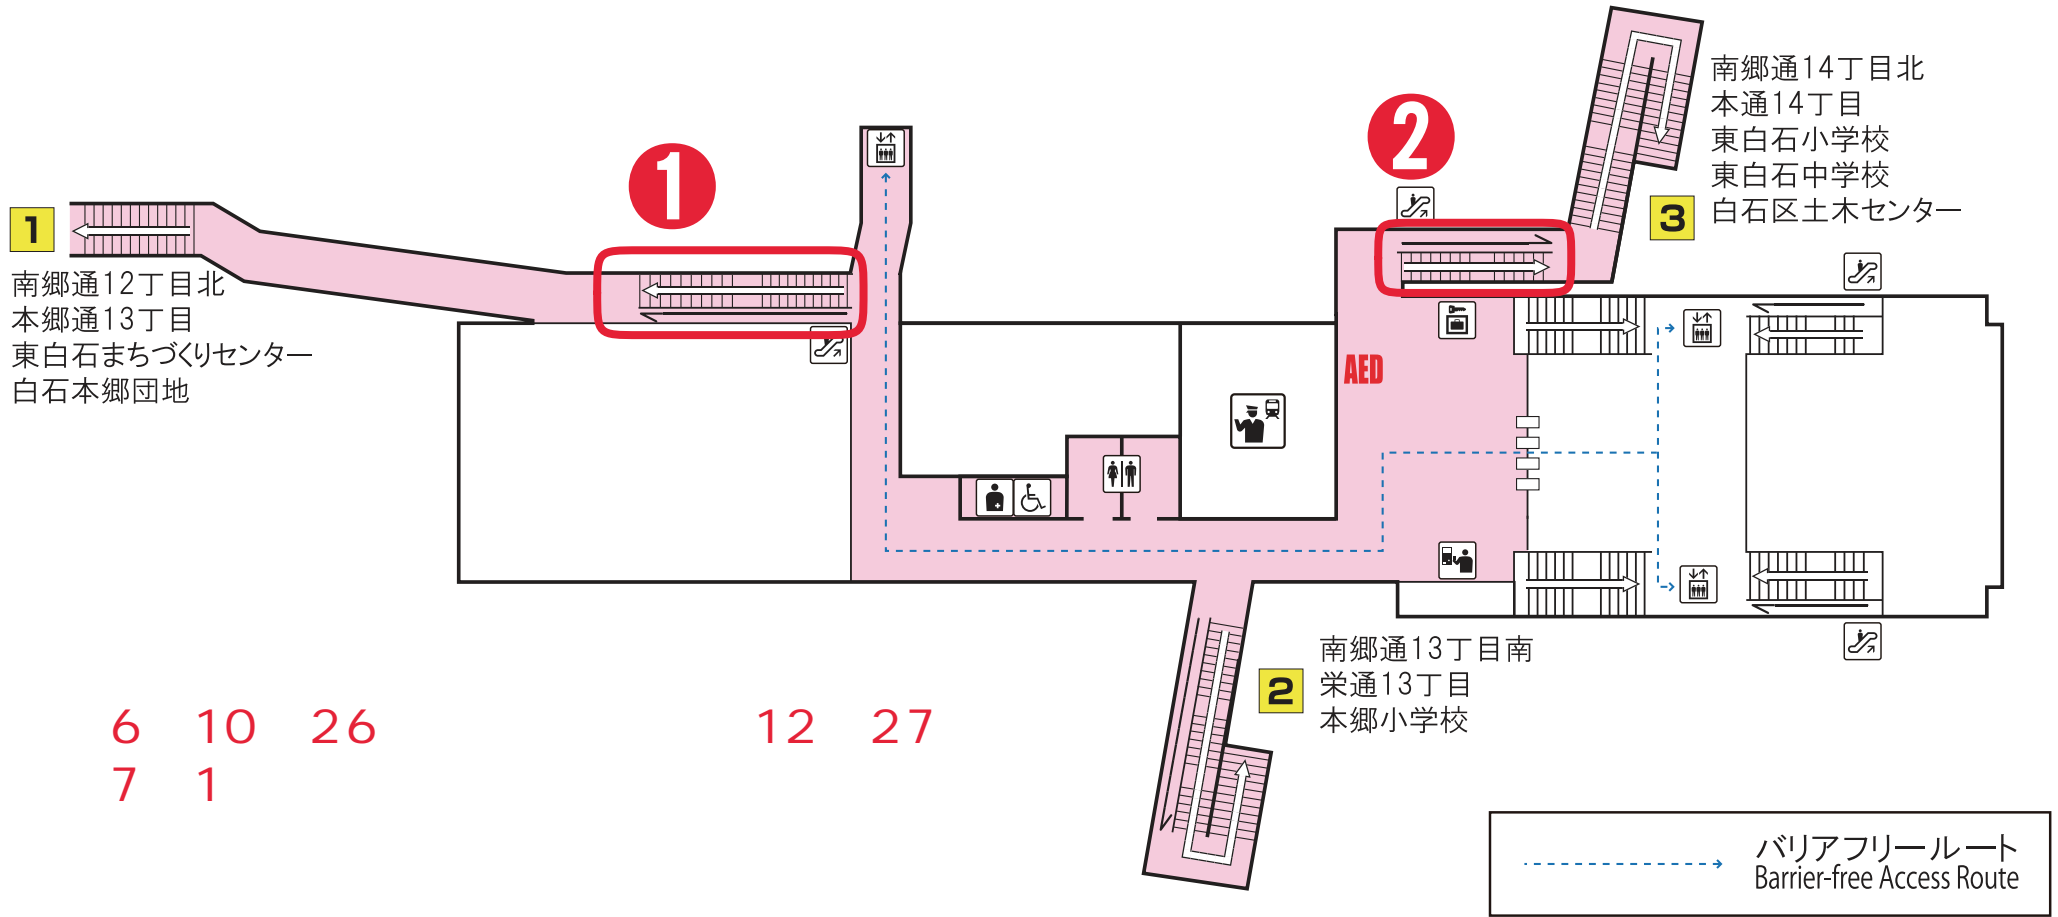 1
南郷通12丁目北
本郷通13丁目
東白石まちづくりセンター
白石本郷団地
1
2
南郷通14丁目北
本通14丁目
東白石小学校
東白石中学校
白石区土木センター
3
AED
2
南郷通13丁目南
栄通13丁目
本郷小学校
6 10 26
7 1
12 27
バリアフリールート
Barrier-free Access Route